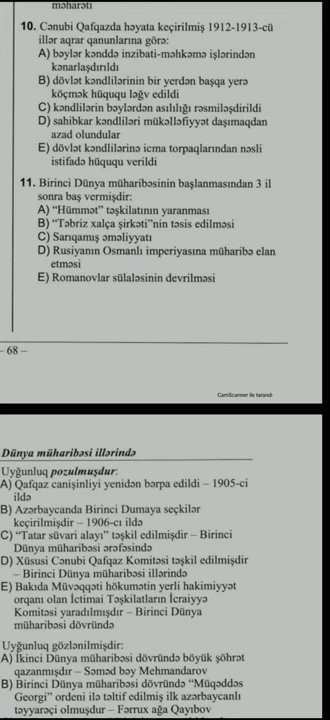 məharəti
10. Cənubi Qafqazda həyata keçirilmiş 1912-1913-cü
illər aqrar qanunlarına görə:
A) bəylər kənddə inzibati-məhkəmə işlərindən
kənarlaşdırıldı
B) dövlət kəndlilərinin bir yerdən başqa yerə
köçmək hüququ ləğv edildi
C) kəndlilərin bəylərdən asılılığı rəsmiləşdirildi
D) sahibkar kəndliləri mükəlləfiyyət daşımaqdan
azad olundular
E) dövlət kəndlilərinə icma torpaqlarından nəsli
istifadə hüququ verildi
11. Birinci Dünya müharibəsinin başlanmasından 3 il
sonra baş vermişdir:
A) "Hümmət" təşkilatının yaranması
B) "Təbriz xalça şirkəti"nin təsis edilməsi
C) Sarıqamış əməliyyatı
D) Rusiyanın Osmanlı imperiyasına müharibə elan
etməsi
E) Romanovlar sülaləsinin devrilməsi
- 68 --
CamScanner ilə tarandı
Dünya müharibəsi illərində
Uyğunluq pozulmuşdur:
A) Qafqaz canişinliyi yenidən bərpa edildi – 1905-ci
ildə
B) Azərbaycanda Birinci Dumaya seçkilər
keçirilmişdir – 1906-cı ildə
C) "Tatar süvari alayı" təşkil edilmişdir – Birinci
Dünya müharibəsi ərəfəsində
D) Xüsusi Cənubi Qafqaz Komitəsi təşkil edilmişdir
– Birinci Dünya müharibəsi illərində
E) Bakıda Müvəqqəti hökumətin yerli hakimiyyət
orqanı olan İctimai Təşkilatların İcraiyyə
Komitəsi yaradılmışdır – Birinci Dünya
müharibəsi dövründə
Uyğunluq gözlənilmişdir:
A) İkinci Dünya müharibəsi dövründə böyük şöhrət
qazanmışdır – Səməd bəy Mehmandarov
B) Birinci Dünya müharibəsi dövründə "Müqəddəs
Georgi" ordeni ilə təltif edilmiş ilk azərbaycanlı
təyyarəçi olmuşdur – Fərrux ağa Qayıbov